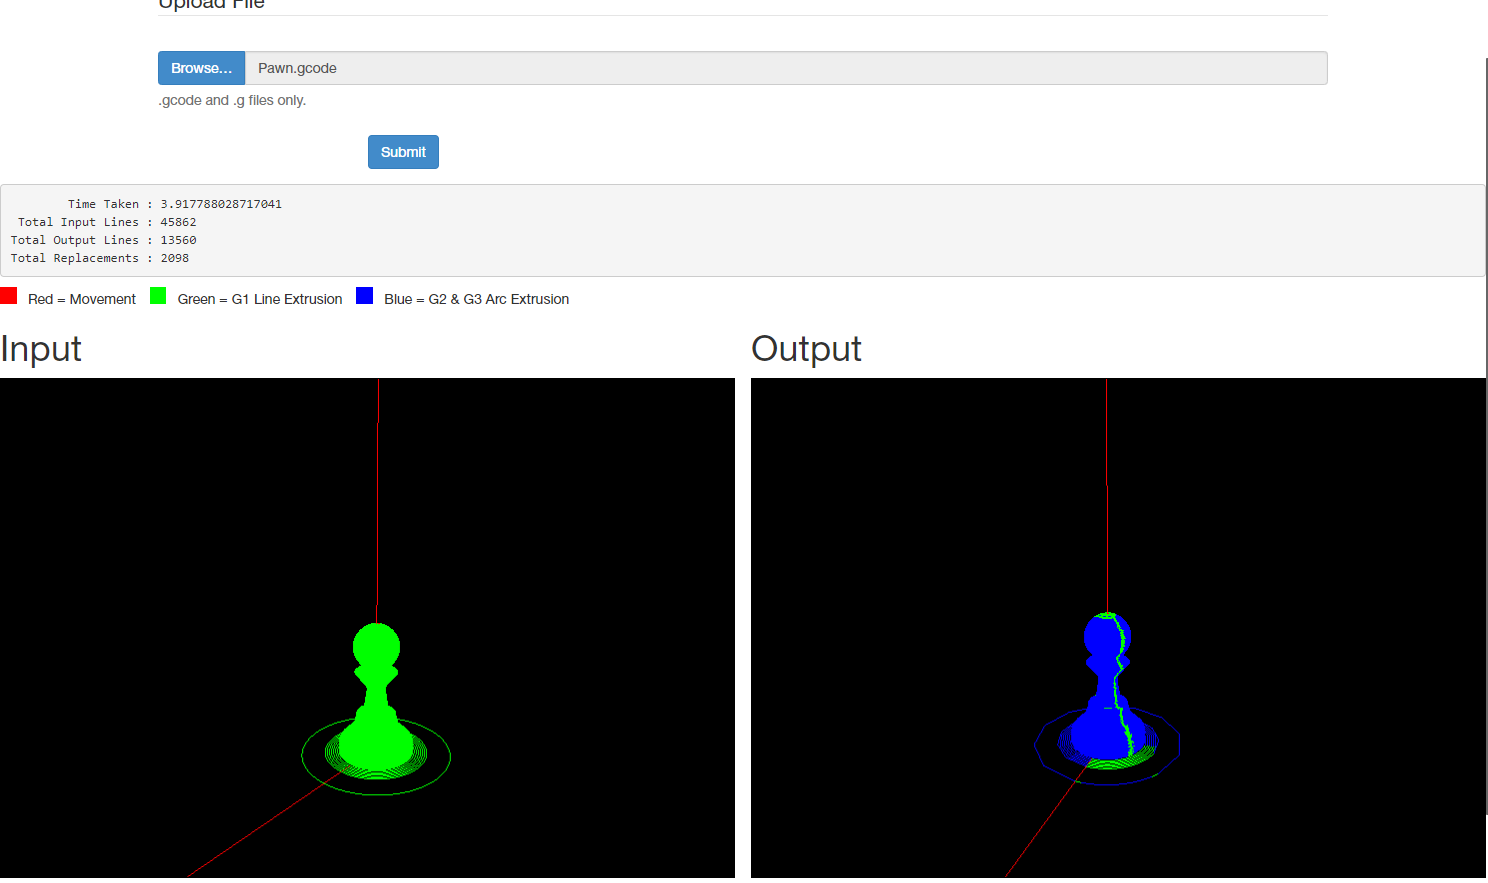 Upload File
Browse... Pawn.gcode
.gcode and .g files only.
Submit
Time Taken : 3.917788028717041
Total Input Lines : 45862
Total Output Lines : 13560
Total Replacements : 2098
Red = Movement Green = G1 Line Extrusion Blue = G2 & G3 Arc Extrusion
Input Output